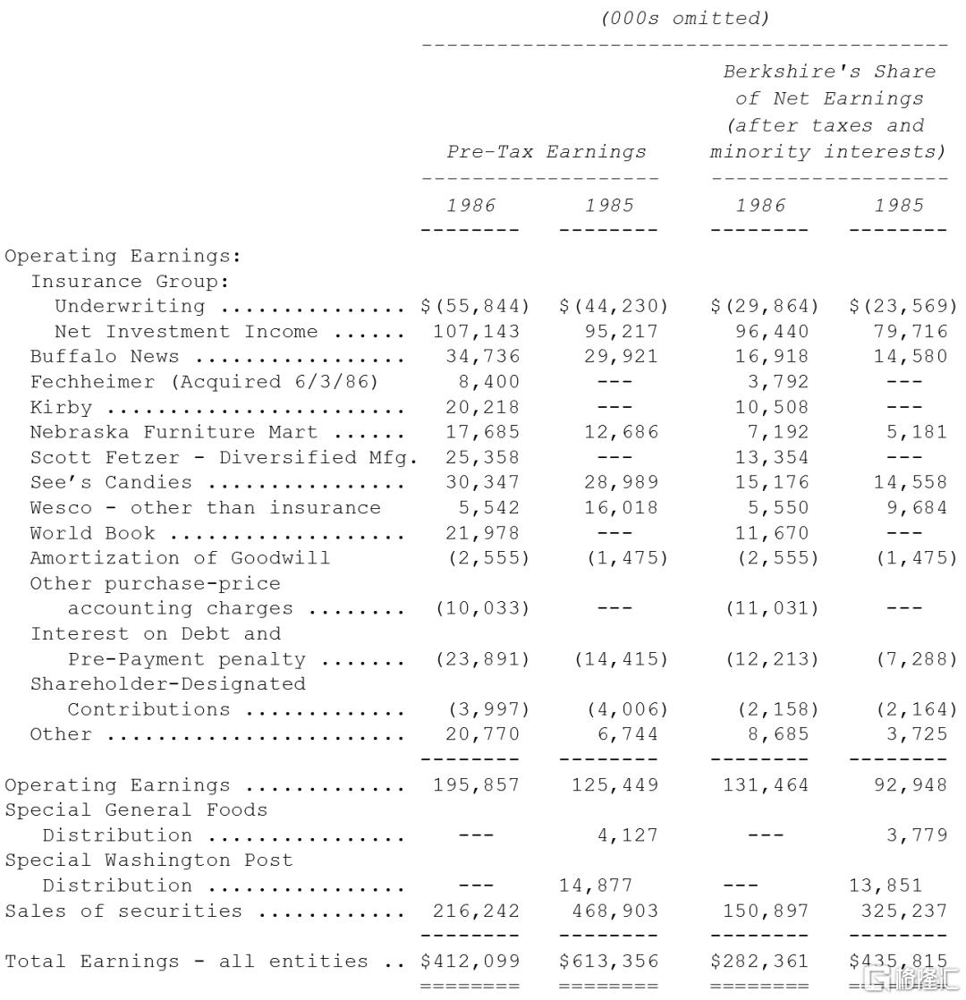 (000s omitted)
------------------------------------------
Berkshire's Share
of Net Earnings
(after taxes and
Pre-Tax Earnings minority interests)
------------------- -------------------
1986 1985 1986 1985
-------- -------- -------- --------
Operating Earnings:
Insurance Group:
Underwriting ............... $(55,844) $(44,230) $(29,864) $(23,569)
Net Investment Income ...... 107,143 95,217 96,440 79,716
Buffalo News ................. 34,736 29,921 16,918 14,580
Fechheimer (Acquired 6/3/86) 8,400 --- 3,792 ---
Kirby ........................ 20,218 --- 10,508 ---
Nebraska Furniture Mart ...... 17,685 12,686 7,192 5,181
Scott Fetzer - Diversified Mfg. 25,358 --- 13,354 ---
See’s Candies ................ 30,347 28,989 15,176 14,558
Wesco - other than insurance 5,542 16,018 5,550 9,684
World Book ................... 21,978 --- 11,670 ---
Amortization of Goodwill (2,555) (1,475) (2,555) (1,475)
Other purchase-price
accounting charges ........ (10,033) --- (11,031) ---
Interest on Debt and
Pre-Payment penalty ....... (23,891) (14,415) (12,213) (7,288)
Shareholder-Designated
Contributions ............. (3,997) (4,006) (2,158) (2,164)
Other ........................ 20,770 6,744 8,685 3,725
-------- -------- -------- --------
Operating Earnings ............. 195,857 125,449 131,464 92,948
Special General Foods
Distribution ................ --- 4,127 --- 3,779
Special Washington Post
Distribution ................ --- 14,877 --- 13,851
Sales of securities ............ 216,242 468,903 150,897 325,237
-------- -------- -------- --------
Total Earnings - all entities .. $412,099 $613,356 $282,361 $435,815
======== ======== ======== ========
格隆汇